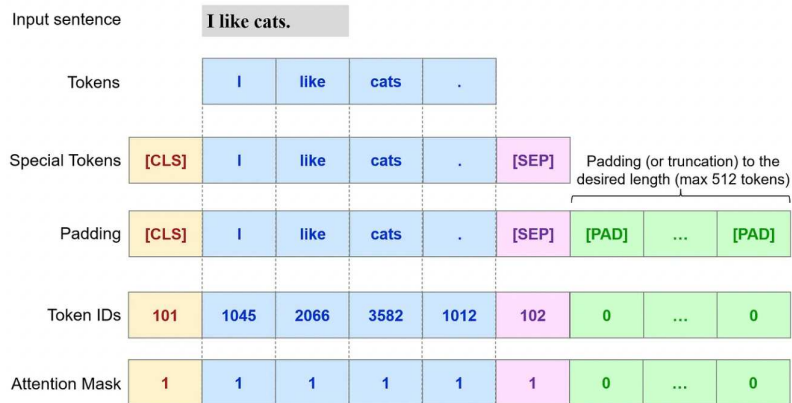 Input sentence I like cats.
Tokens I like cats .
Special Tokens [CLS] I like cats . [SEP] Padding (or truncation) to the
desired length (max 512 tokens)
Padding [CLS] I like cats . [SEP] [PAD] ... [PAD]
Token IDs 101 1045 2066 3582 1012 102 0 ... 0
Attention Mask 1 1 1 1 1 1 0 ... 0